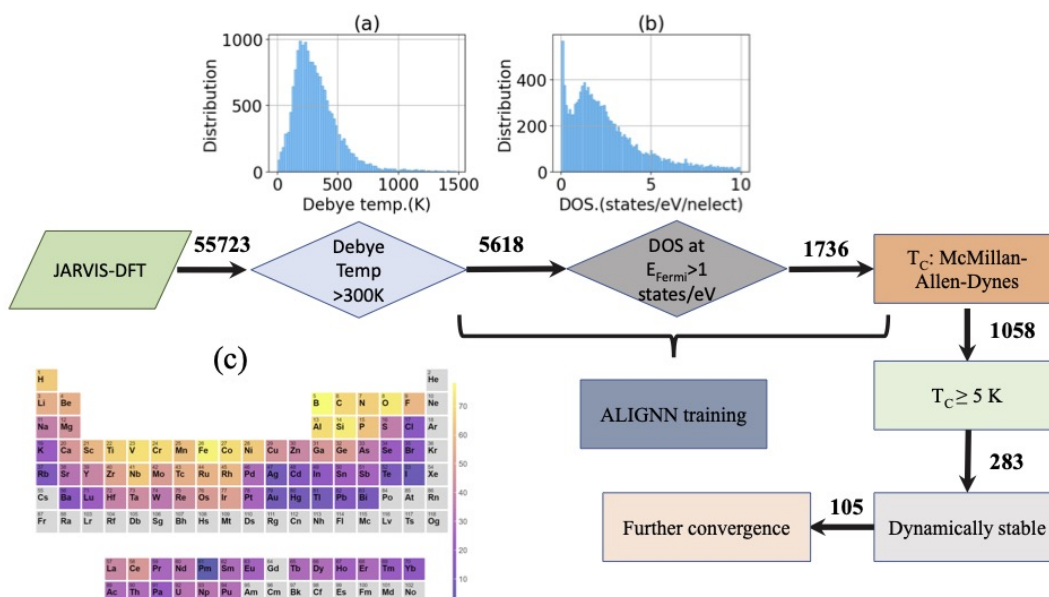 (a)
1000
500
0
Distribution
0
500
1000
1500
Debye temp.(K)
(b)
400
200
0
Distribution
0
5
10
DOS.(states/eV/nelect)
JARVIS-DFT
55723
Debye
Temp
>300K
5618
DOS at
E_Fermi>1
states/eV
1736
T_C: McMillan-
Allen-Dynes
1058
T_C ≥ 5 K
283
Dynamically stable
105
Further convergence
ALIGNN training
(c)
H He
Li Be B C N O F Ne
Na Mg Al Si P S Cl Ar
K Ca Sc Ti V Cr Mn Fe Co Ni Cu Zn Ga Ge As Se Br Kr
Rb Sr Y Zr Nb Mo Tc Ru Rh Pd Ag Cd In Sn Sb Te I Xe
Cs Ba Lu Hf Ta W Re Os Ir Pt Au Hg Tl Pb Bi Po At Rn
Fr Ra Lr Rf Db Sg Bh Hs Mt Ds Rg Cn Nh Fl Mc Lv Ts Og
La Ce Pr Nd Pm Sm Eu Gd Tb Dy Ho Er Tm Yb
Ac Th Pa U Np Pu Am Cm Bk Cf Es Fm Md No
70
60
50
40
30
20
10